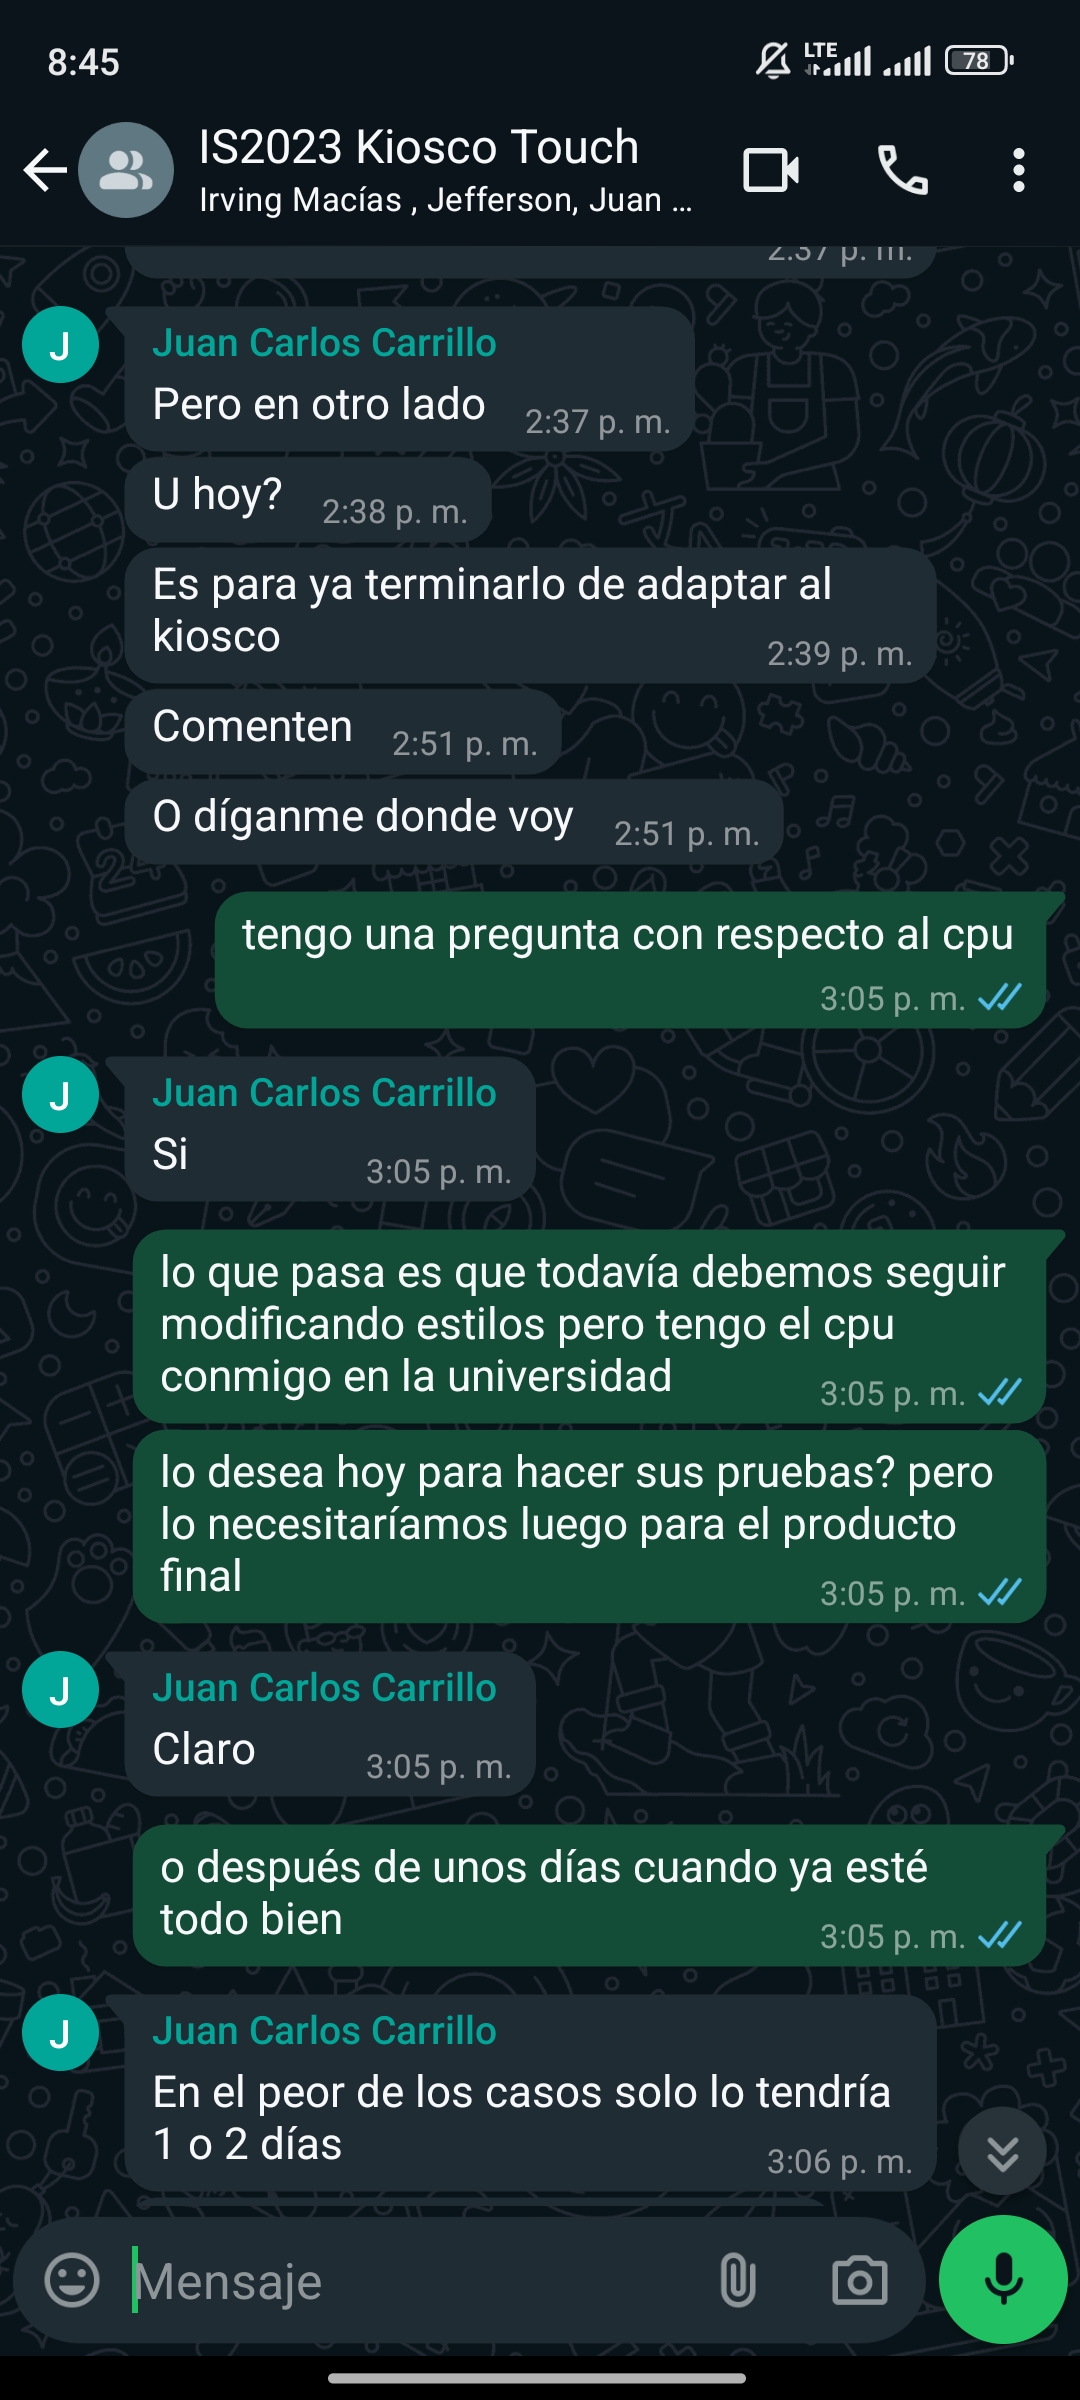 8:45
LTE
78
IS2023 Kiosco Touch
Irving Macías , Jefferson, Juan ...
2:37 p. m.
J
Juan Carlos Carrillo
Pero en otro lado
2:37 p. m.
U hoy?
2:38 p. m.
Es para ya terminarlo de adaptar al
kiosco
2:39 p. m.
Comenten
2:51 p. m.
O díganme donde voy
2:51 p. m.
tengo una pregunta con respecto al cpu
3:05 p. m.
J
Juan Carlos Carrillo
Si
3:05 p. m.
lo que pasa es que todavía debemos seguir
modificando estilos pero tengo el cpu
conmigo en la universidad
3:05 p. m.
lo desea hoy para hacer sus pruebas? pero
lo necesitaríamos luego para el producto
final
3:05 p. m.
J
Juan Carlos Carrillo
Claro
3:05 p. m.
o después de unos días cuando ya esté
todo bien
3:05 p. m.
J
Juan Carlos Carrillo
En el peor de los casos solo lo tendría
1 o 2 días
3:06 p. m.
Mensaje